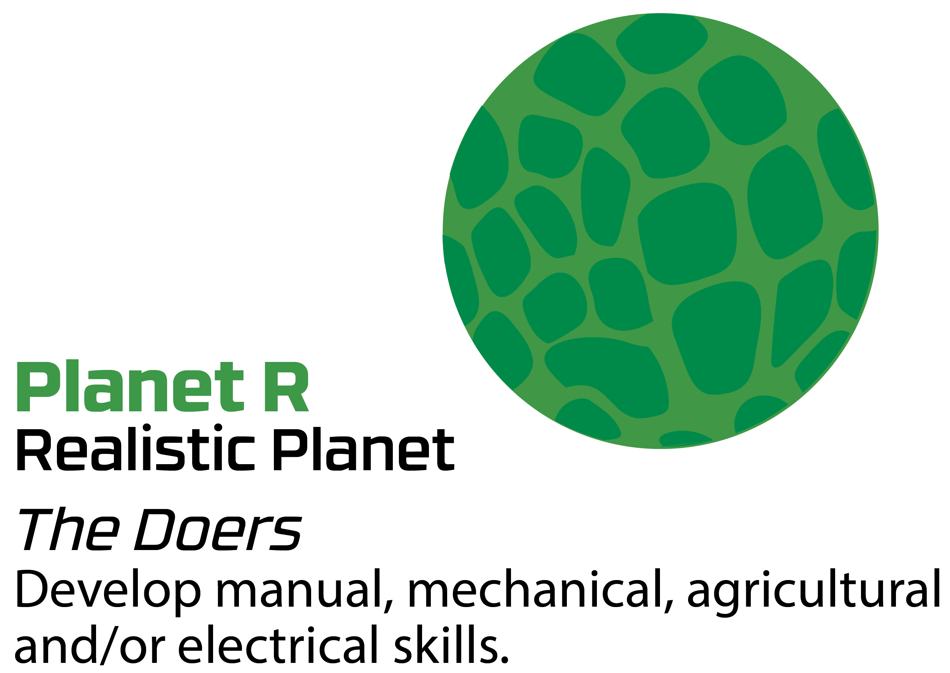 Planet R
Realistic Planet
The Doers
Develop manual, mechanical, agricultural
and/or electrical skills.